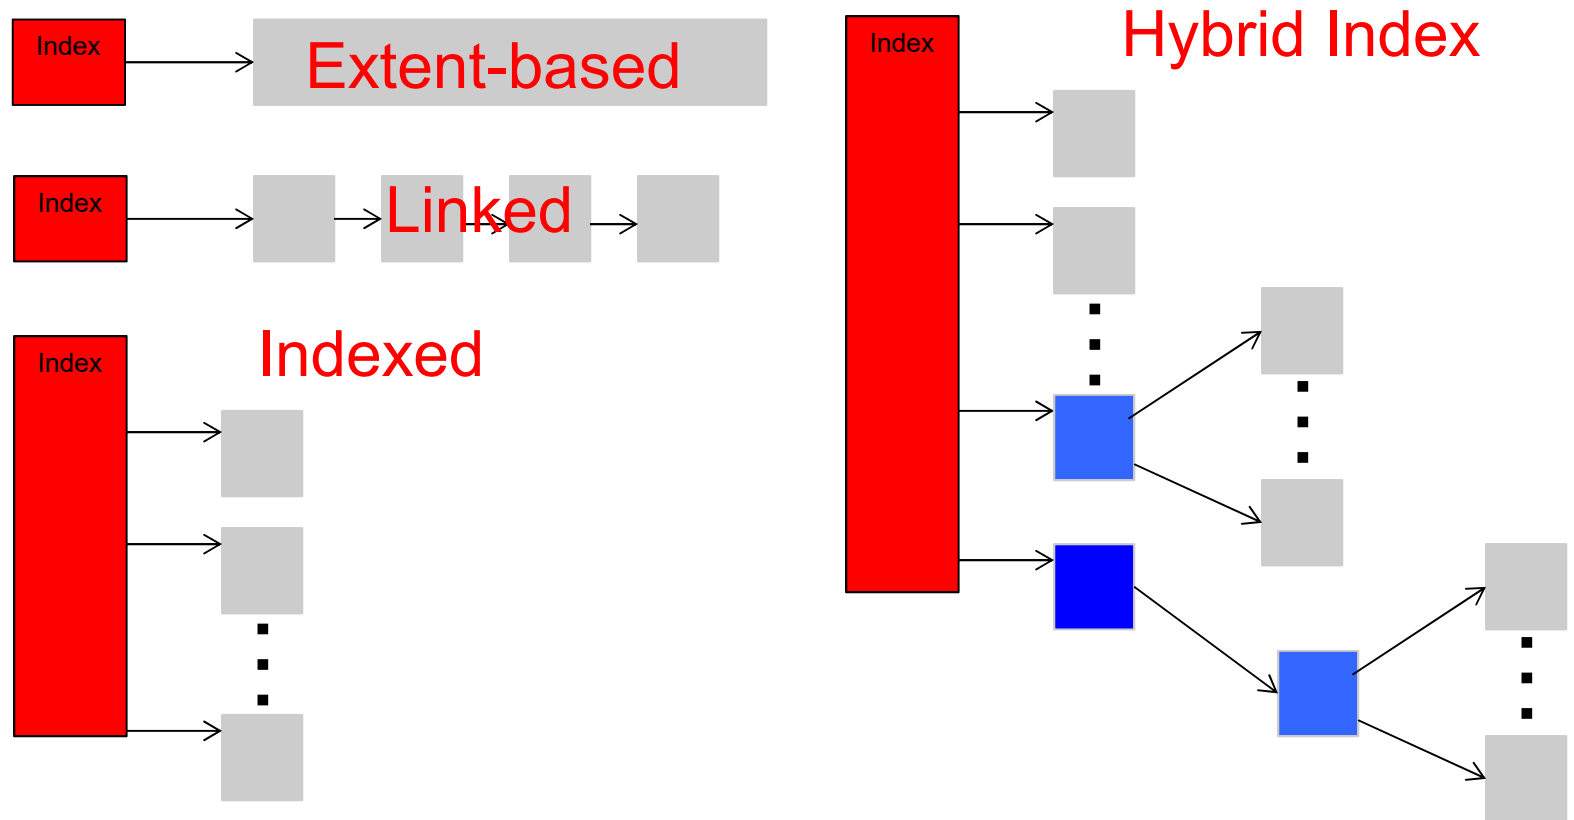 Index
Extent-based
Index
Linked
Index
Indexed
Index
Hybrid Index